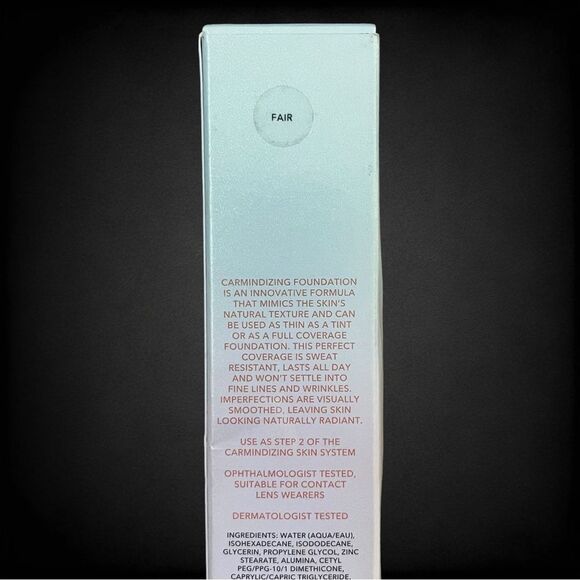 FAIR
CARMINDIZING FOUNDATION
IS AN INNOVATIVE FORMULA
THAT MIMICS THE SKIN'S
NATURAL TEXTURE AND CAN
BE USED AS THIN AS A TINT
OR AS A FULL COVERAGE
FOUNDATION. THIS PERFECT
COVERAGE IS SWEAT
RESISTANT, LASTS ALL DAY
AND WON'T SETTLE INTO
FINE LINES AND WRINKLES.
IMPERFECTIONS ARE VISUALLY
SMOOTHED, LEAVING SKIN
LOOKING NATURALLY RADIANT.
USE AS STEP 2 OF THE
CARMINDIZING SKIN SYSTEM
OPHTHALMOLOGIST TESTED,
SUITABLE FOR CONTACT
LENS WEARERS
DERMATOLOGIST TESTED
INGREDIENTS: WATER (AQUA/EAU),
ISOHEXADECANE, ISODODECANE,
GLYCERIN, PROPYLENE GLYCOL, ZINC
STEARATE, ALUMINA, CETYL
PEG/PPG-10/1 DIMETHICONE,
CAPRYLIC/CAPRIC TRIGLYCERIDE,